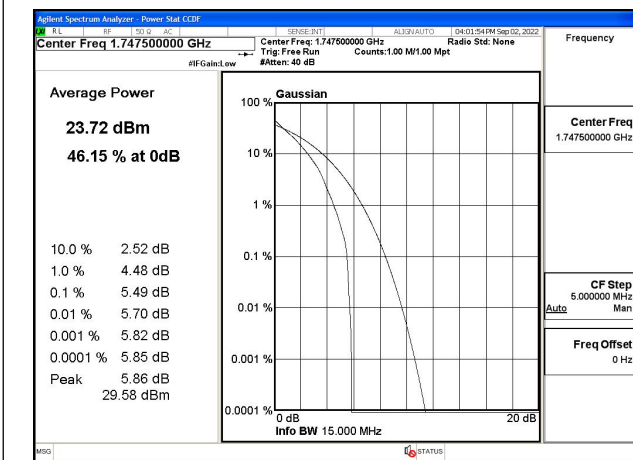 Agilent Spectrum Analyzer - Power Stat CCDF
LXI RL RF 50 Ω AC SENSE:INT ALIGNAUTO 04:01:54 PM Sep 02, 2022
Center Freq 1.747500000 GHz Center Freq: 1.747500000 GHz Radio Std: None
Trig: Free Run Counts:1.00 M/1.00 Mpt
#IFGain:Low #Atten: 40 dB
Frequency
Average Power
23.72 dBm
46.15 % at 0dB
10.0 % 2.52 dB
1.0 % 4.48 dB
0.1 % 5.49 dB
0.01 % 5.70 dB
0.001 % 5.82 dB
0.0001 % 5.85 dB
Peak 5.86 dB
29.58 dBm
Gaussian
100 %
10 %
1 %
0.1 %
0.01 %
0.001 %
0.0001 %
0 dB 20 dB
Info BW 15.000 MHz
Center Freq
1.747500000 GHz
CF Step
5.000000 MHz
Auto Man
Freq Offset
0 Hz
MSG STATUS